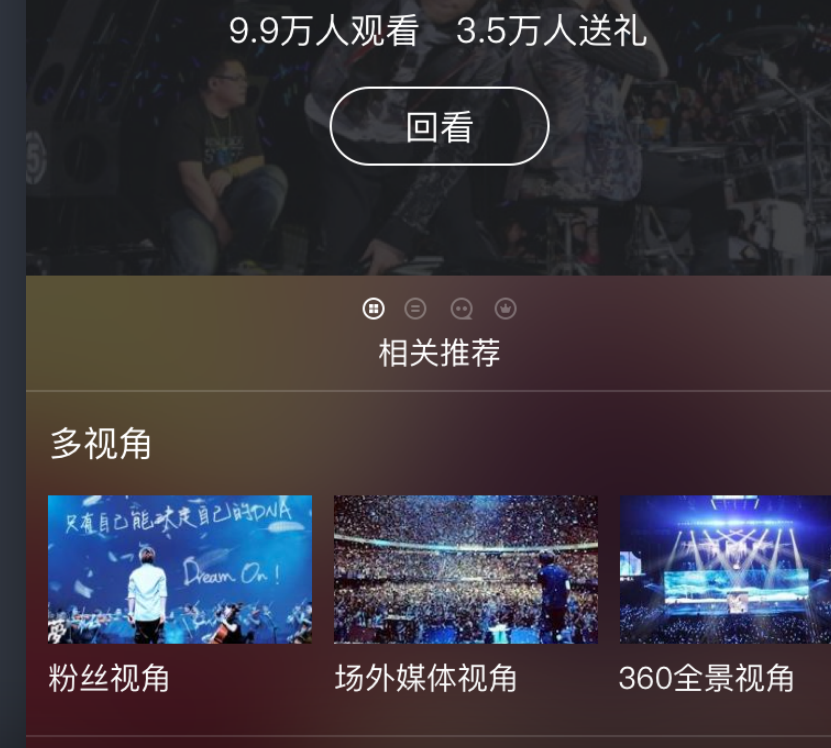 9.9万人观看 3.5万人送礼
回看
相关推荐
多视角
只有自己能决定自己的DNA
Dream On!
粉丝视角
场外媒体视角
360全景视角